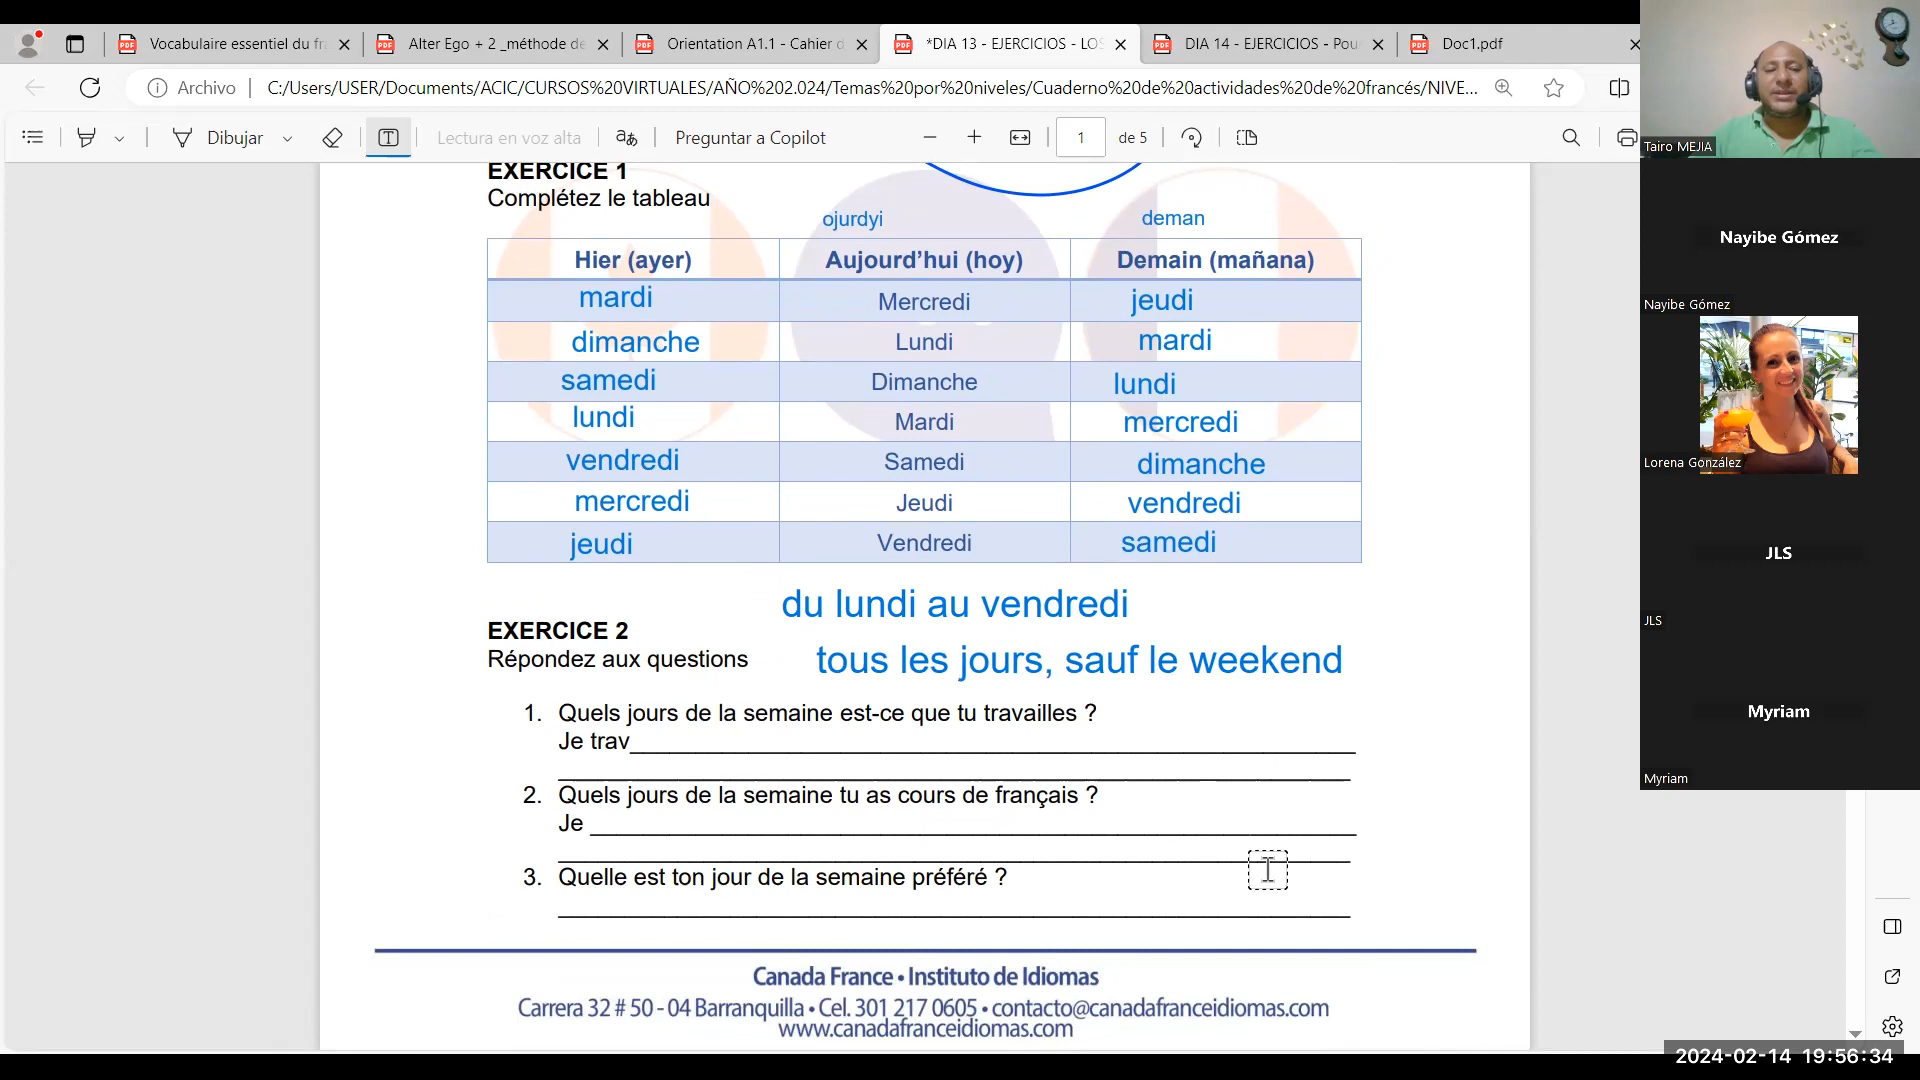 Vocabulaire essentiel du fra
Alter Ego + 2 _méthode de
Orientation A1.1 - Cahier d
*DIA 13 - EJERCICIOS - LOS
DIA 14 - EJERCICIOS - Pou
Doc1.pdf
Archivo
C:/Users/USER/Documents/ACIC/CURSOS%20VIRTUALES/AÑO%202.024/Temas%20por%20niveles/Cuaderno%20de%20actividades%20de%20francés/NIVE...
Dibujar
Lectura en voz alta
Preguntar a Copilot
1 de 5
EXERCICE 1
Complétez le tableau
ojurdyi deman
Hier (ayer) Aujourd’hui (hoy) Demain (mañana)
mardi Mercredi jeudi
dimanche Lundi mardi
samedi Dimanche lundi
lundi Mardi mercredi
vendredi Samedi dimanche
mercredi Jeudi vendredi
jeudi Vendredi samedi
du lundi au vendredi
EXERCICE 2
Répondez aux questions
tous les jours, sauf le weekend
1. Quels jours de la semaine est-ce que tu travailles ?
Je trav
2. Quels jours de la semaine tu as cours de français ?
Je
3. Quelle est ton jour de la semaine préféré ?
Canada France • Instituto de Idiomas
Carrera 32 # 50 - 04 Barranquilla • Cel. 301 217 0605 • contacto@canadafranceidiomas.com
www.canadafranceidiomas.com
Tairo MEJIA
Nayibe Gómez
Nayibe Gómez
Lorena González
JLS
JLS
Myriam
Myriam
2024-02-14 19:56:34